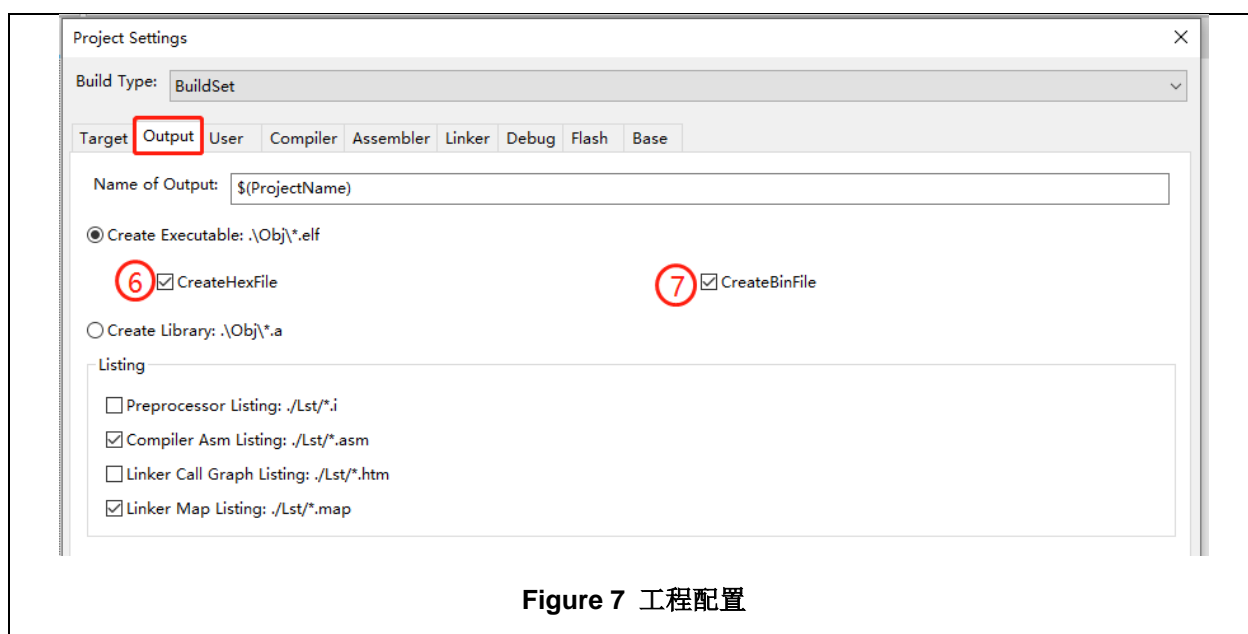 Project Settings
Build Type: BuildSet
Target Output User Compiler Assembler Linker Debug Flash Base
Name of Output: $(ProjectName)
Create Executable: .\Obj\*.elf
6 CreateHexFile 7 CreateBinFile
Create Library: .\Obj\*.a
Listing
Preprocessor Listing: ./Lst/*.i
Compiler Asm Listing: ./Lst/*.asm
Linker Call Graph Listing: ./Lst/*.htm
Linker Map Listing: ./Lst/*.map
Figure 7 工程配置